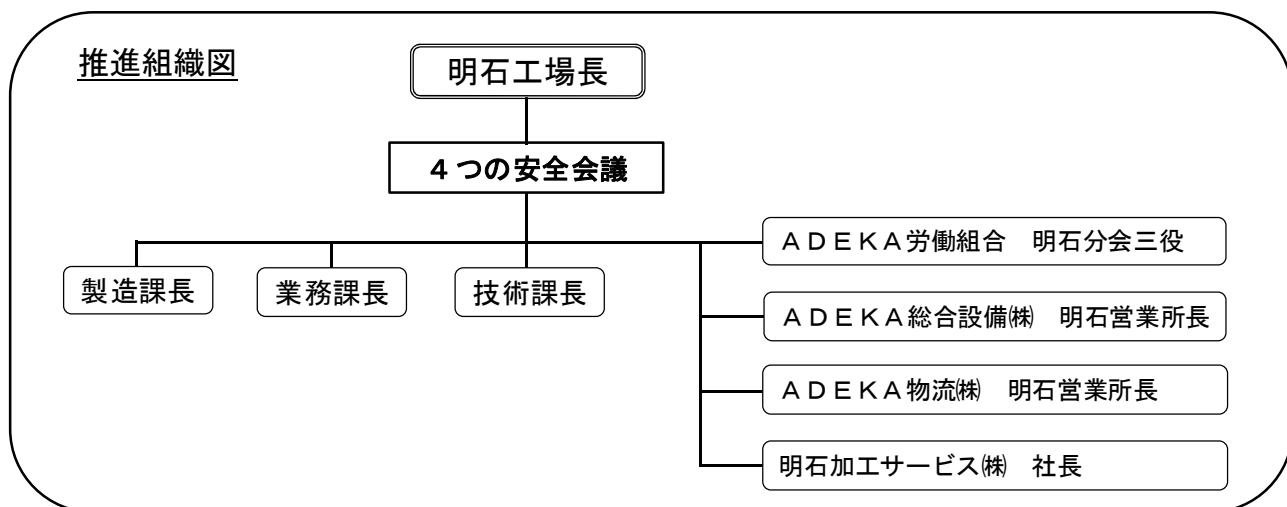 推進組織図
明石工場長
４つの安全会議
製造課長
業務課長
技術課長
ＡＤＥＫＡ労働組合　明石分会三役
ＡＤＥＫＡ総合設備㈱　明石営業所長
ＡＤＥＫＡ物流㈱　明石営業所長
明石加工サービス㈱　社長